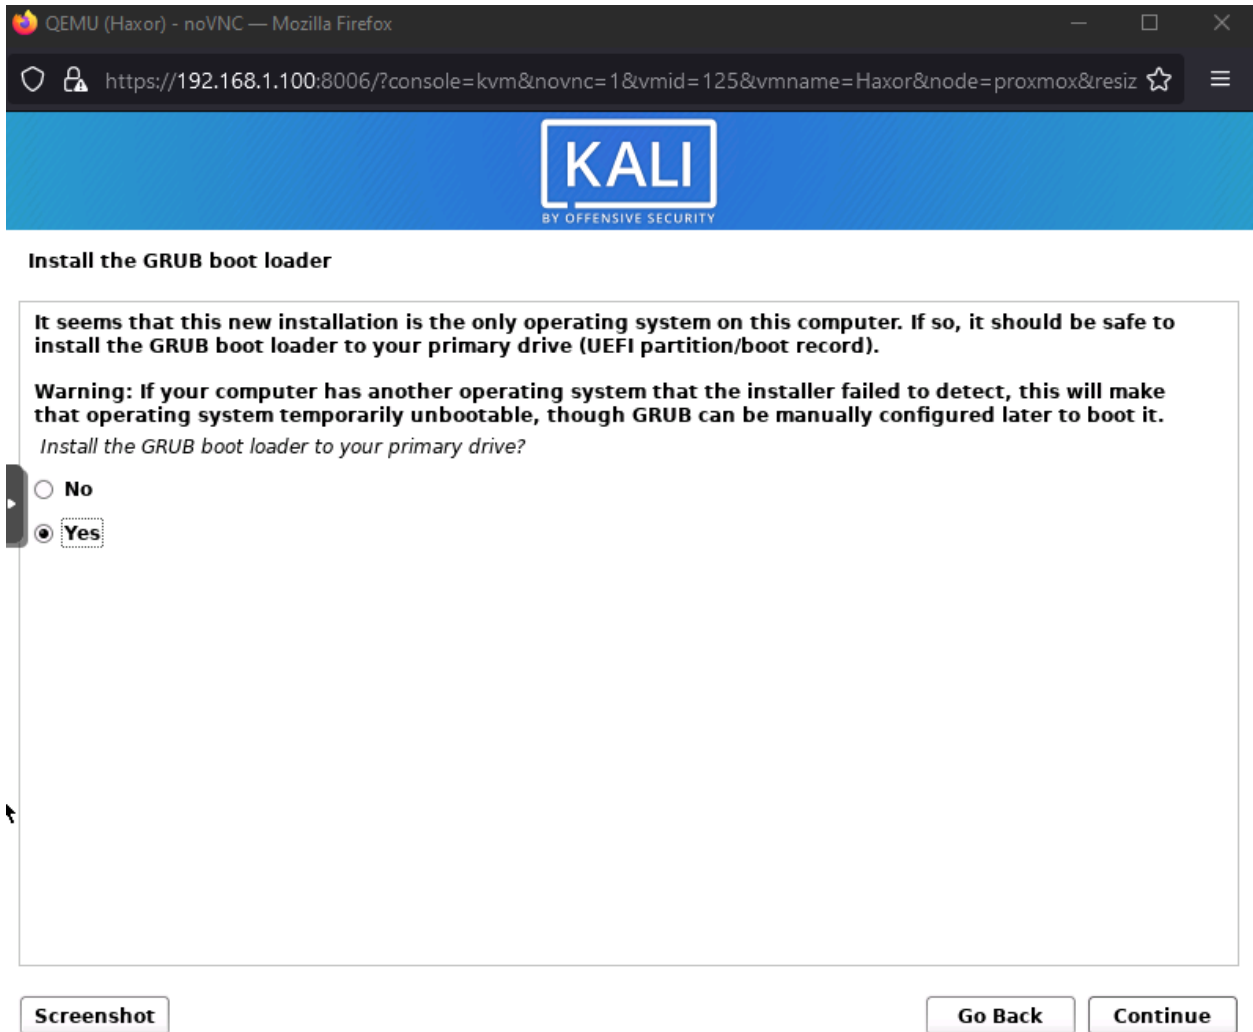 QEMU (Haxor) - noVNC — Mozilla Firefox
https://192.168.1.100:8006/?console=kvm&novnc=1&vmid=125&vmname=Haxor&node=proxmox&resiz
KALI
BY OFFENSIVE SECURITY
Install the GRUB boot loader
It seems that this new installation is the only operating system on this computer. If so, it should be safe to
install the GRUB boot loader to your primary drive (UEFI partition/boot record).
Warning: If your computer has another operating system that the installer failed to detect, this will make
that operating system temporarily unbootable, though GRUB can be manually configured later to boot it.
Install the GRUB boot loader to your primary drive?
No
Yes
Screenshot
Go Back
Continue